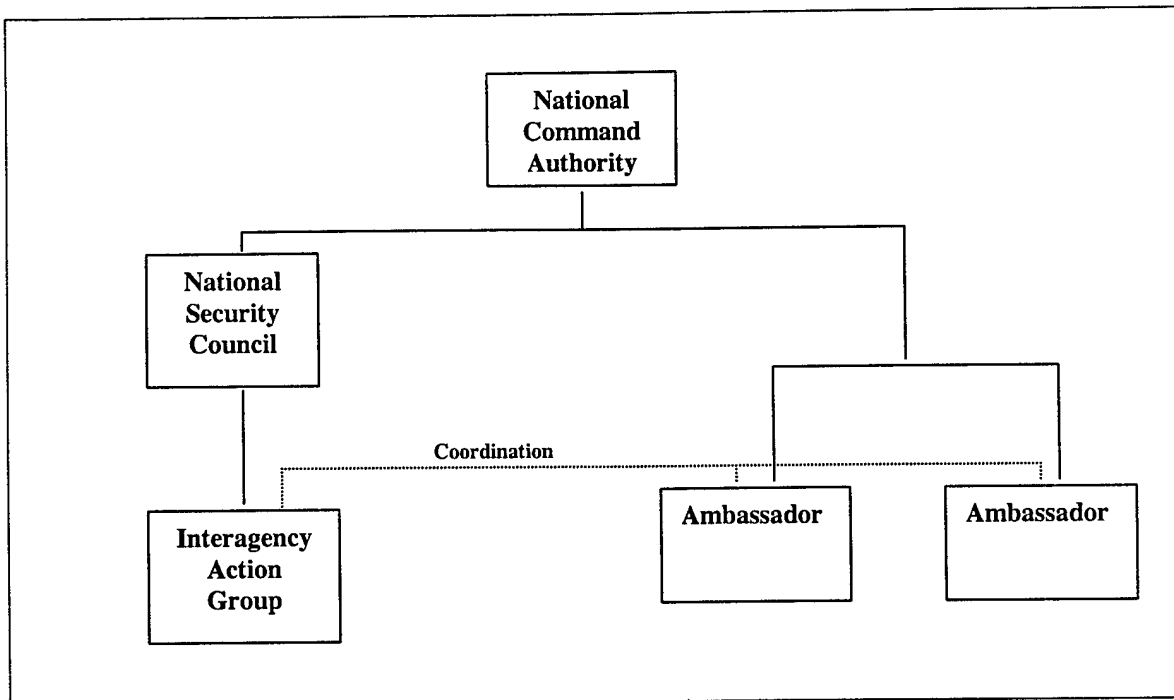 National
Command
Authority
National
Security
Council
Coordination
Interagency
Action
Group
Ambassador
Ambassador